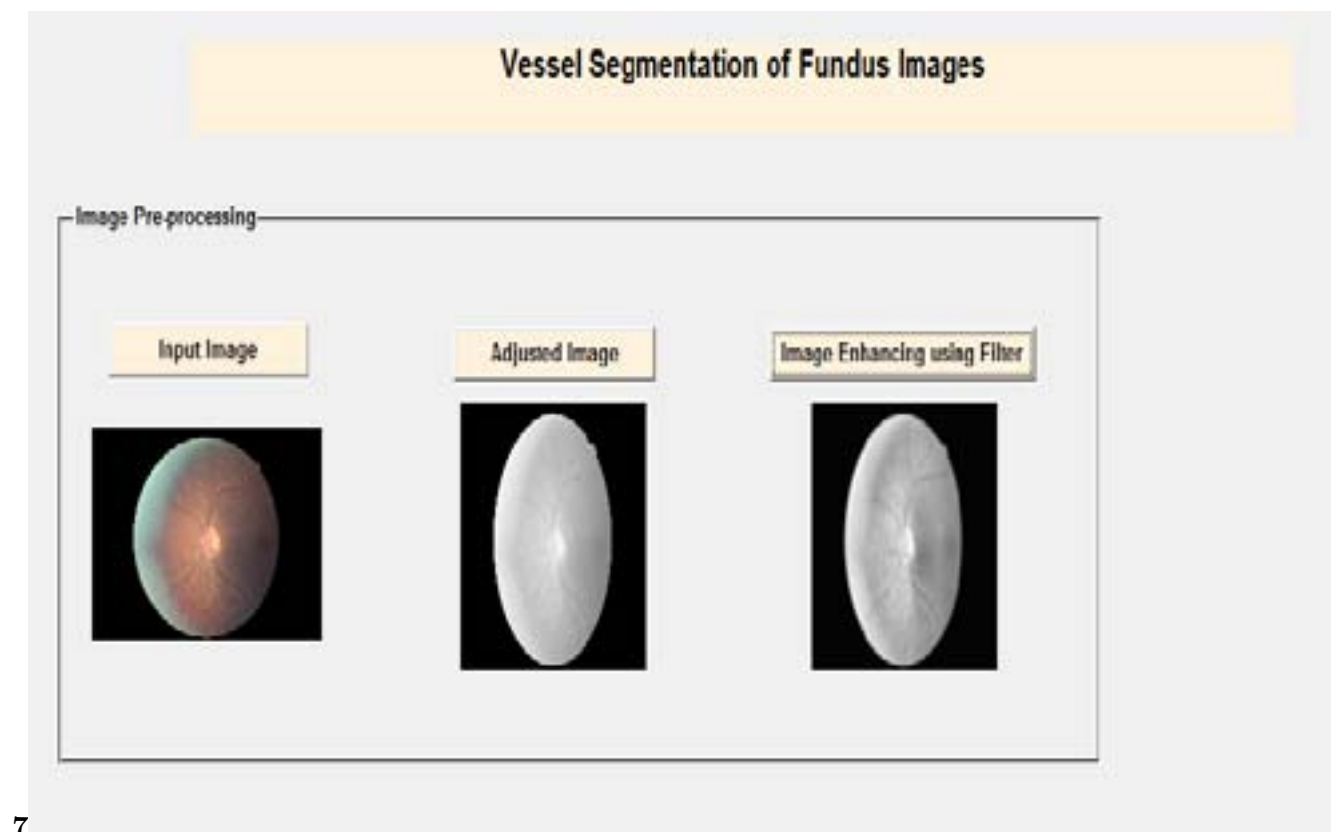 Vessel Segmentation of Fundus Images
Image Pre-processing
Input Image
Adjusted Image
Image Enhancing using Filter
7